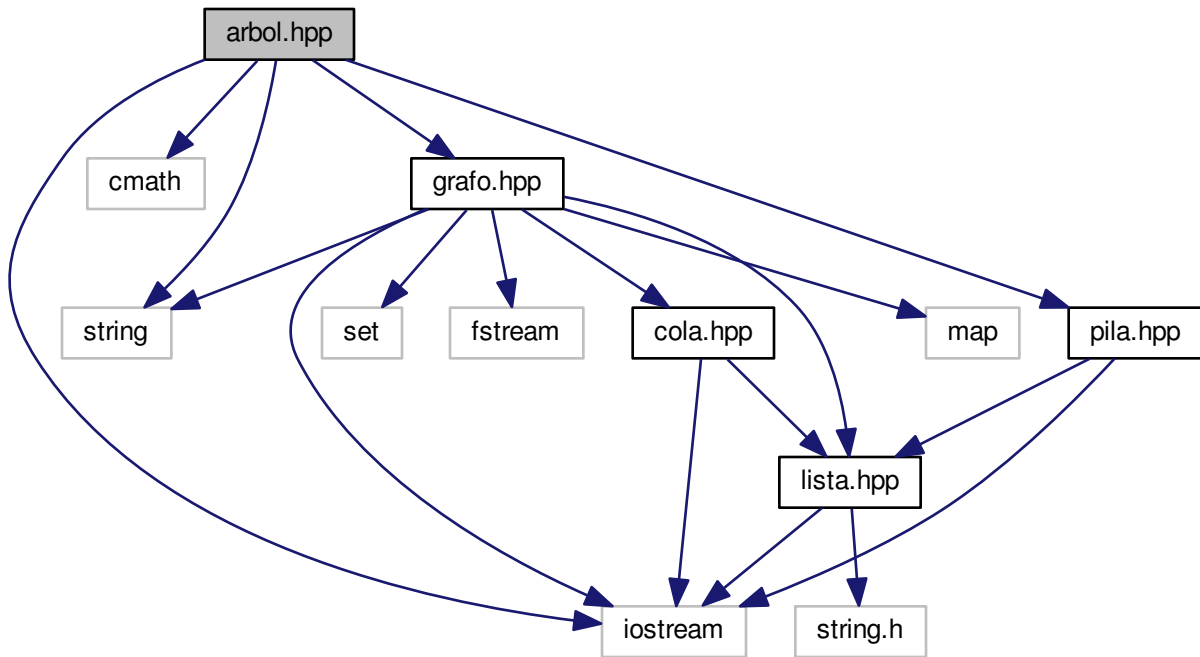 arbol.hpp
cmath
grafo.hpp
string
set
fstream
cola.hpp
map
pila.hpp
lista.hpp
iostream
string.h